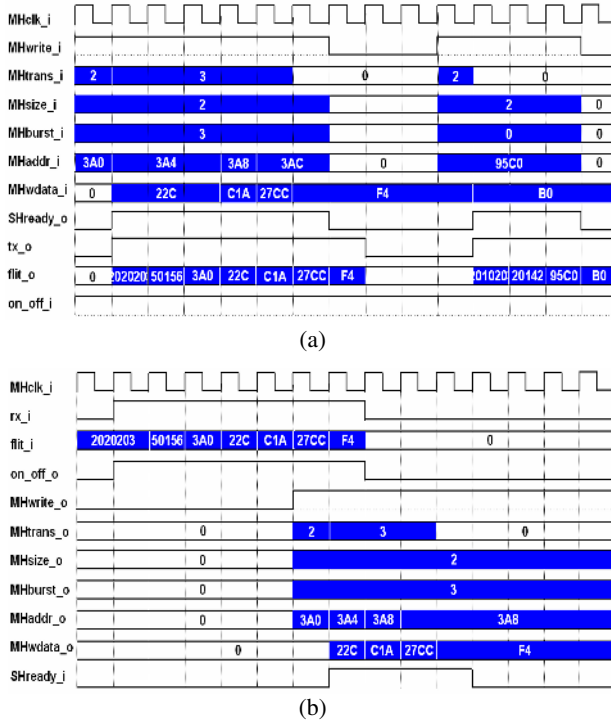 MHclk_i
MHwrite_i
MHtrans_i 2 3 0 2 0
MHsize_i 2 2 0
MHburst_i 3 0 0
MHaddr_i 3A0 3A4 3A8 3AC 0 95C0 0
MHwdata_i 0 22C C1A 27CC F4 B0
SHready_o
tx_o
flit_o 0 202020 50156 3A0 22C C1A 27CC F4 201020 20142 95C0 B0
on_off_i
(a)
MHclk_i
rx_i
flit_i 2020203 50156 3A0 22C C1A 27CC F4 0
on_off_o
MHwrite_o
MHtrans_o 0 2 3 0
MHsize_o 0 2
MHburst_o 0 3
MHaddr_o 0 3A0 3A4 3A8 3A8
MHwdata_o 0 22C C1A 27CC F4
SHready_i
(b)